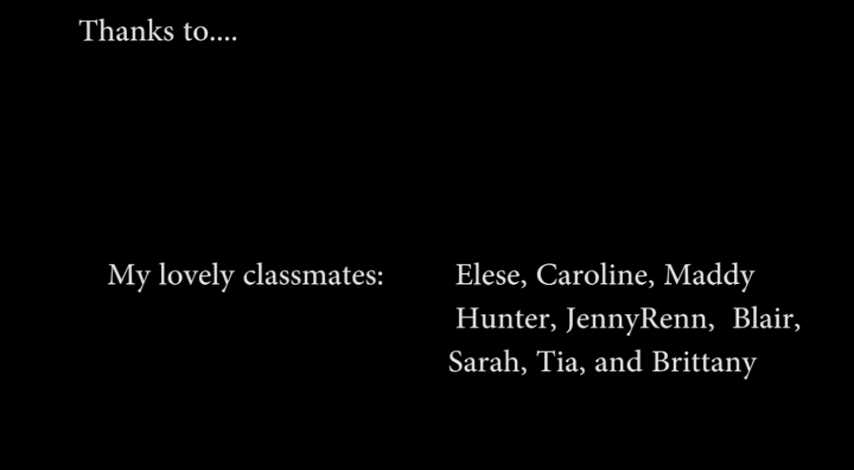 Thanks to....
My lovely classmates: Elese, Caroline, Maddy
Hunter, JennyRenn, Blair,
Sarah, Tia, and Brittany